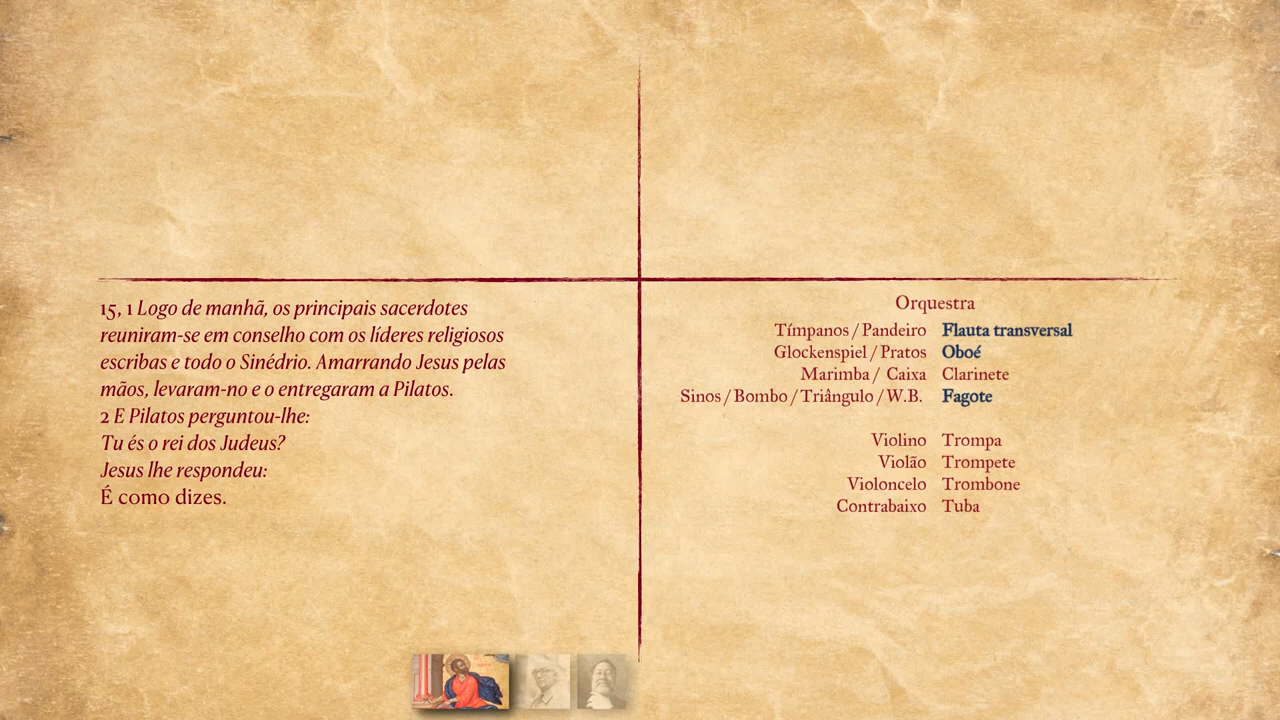 15, 1 Logo de manhã, os principais sacerdotes
reuniram-se em conselho com os líderes religiosos
escribas e todo o Sinédrio. Amarrando Jesus pelas
mãos, levaram-no e o entregaram a Pilatos.
2 E Pilatos perguntou-lhe:
Tu és o rei dos Judeus?
Jesus lhe respondeu:
É como dizes.
Orquestra
Tímpanos / Pandeiro Flauta transversal
Glockenspiel / Pratos Oboé
Marimba / Caixa Clarinete
Sinos / Bombo / Triângulo / W.B. Fagote
Violino Trompa
Violão Trompete
Violoncelo Trombone
Contrabaixo Tuba